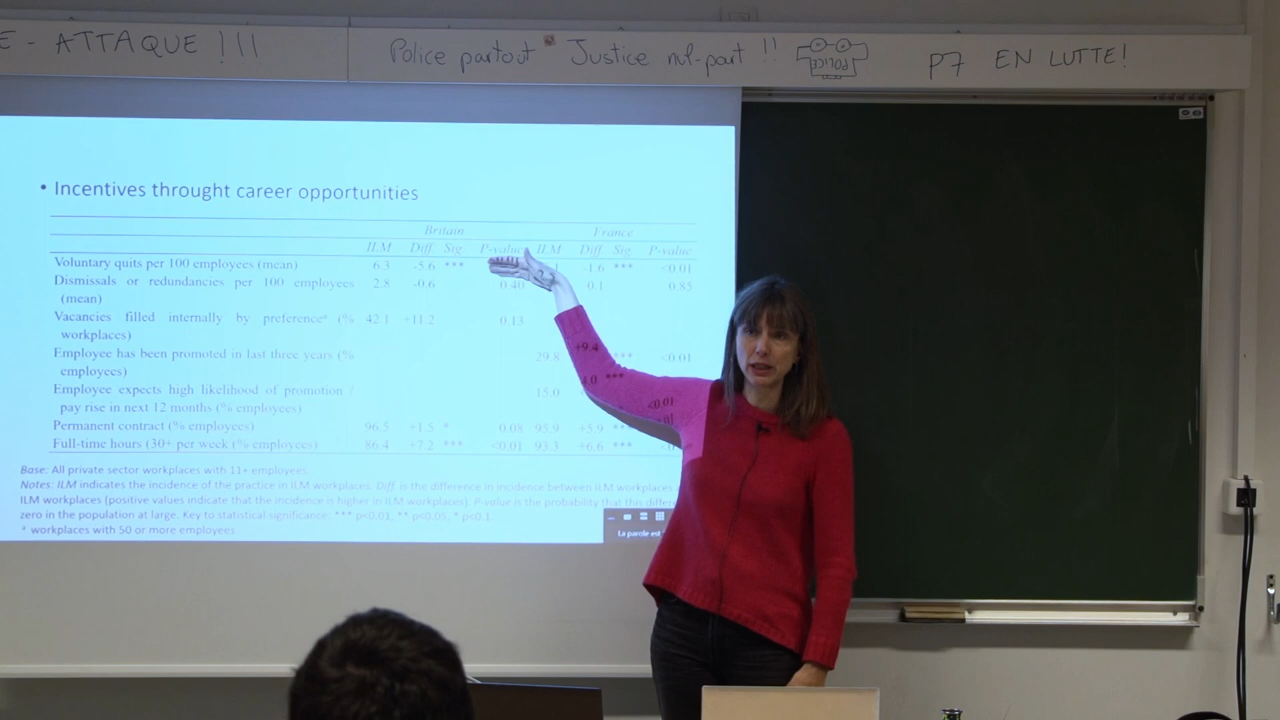 E - ATTAQUE !!!
Police partout Justice nul-part !!
POLICE
P7 EN LUTTE!
• Incentives throught career opportunities
Britain France
ILM Diff. Sig. P-value ILM Diff. Sig. P-value
Voluntary quits per 100 employees (mean) 6.3 -5.6 *** -1.6 *** <0.01
Dismissals or redundancies per 100 employees 2.8 -0.6 0.40 0.1 0.85
(mean)
Vacancies filled internally by preferenceª (% 42.1 +11.2 0.13
workplaces)
Employee has been promoted in last three years (% 29.8 +9.4 *** <0.01
employees)
Employee expects high likelihood of promotion / 15.0 4.0 *** <0.01
pay rise in next 12 months (% employees)
Permanent contract (% employees) 96.5 +1.5 * 0.08 95.9 +5.9
Full-time hours (30+ per week (% employees) 86.4 +7.2 *** <0.01 93.3 +6.6 ***
Base: All private sector workplaces with 11+ employees.
Notes: ILM indicates the incidence of the practice in ILM workplaces. Diff. is the difference in incidence between ILM workplaces
ILM workplaces (positive values indicate that the incidence is higher in ILM workplaces). P-value is the probability that this
zero in the population at large. Key to statistical significance: *** p<0.01, ** p<0.05, * p<0.1.
ª workplaces with 50 or more employees
La parole est